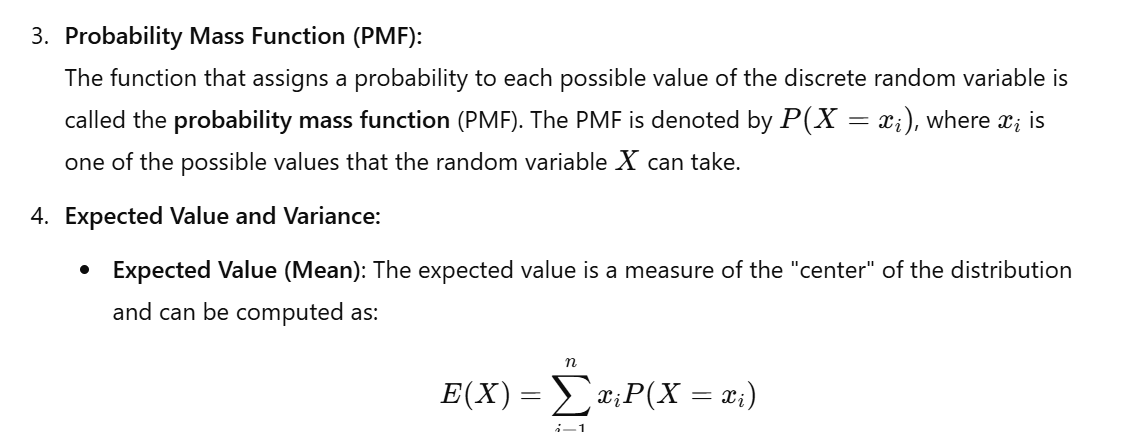 3. Probability Mass Function (PMF):
The function that assigns a probability to each possible value of the discrete random variable is
called the probability mass function (PMF). The PMF is denoted by P(X = xᵢ), where xᵢ is
one of the possible values that the random variable X can take.
4. Expected Value and Variance:
• Expected Value (Mean): The expected value is a measure of the "center" of the distribution
and can be computed as:
n
E(X) = ∑ xᵢP(X = xᵢ)
i=1